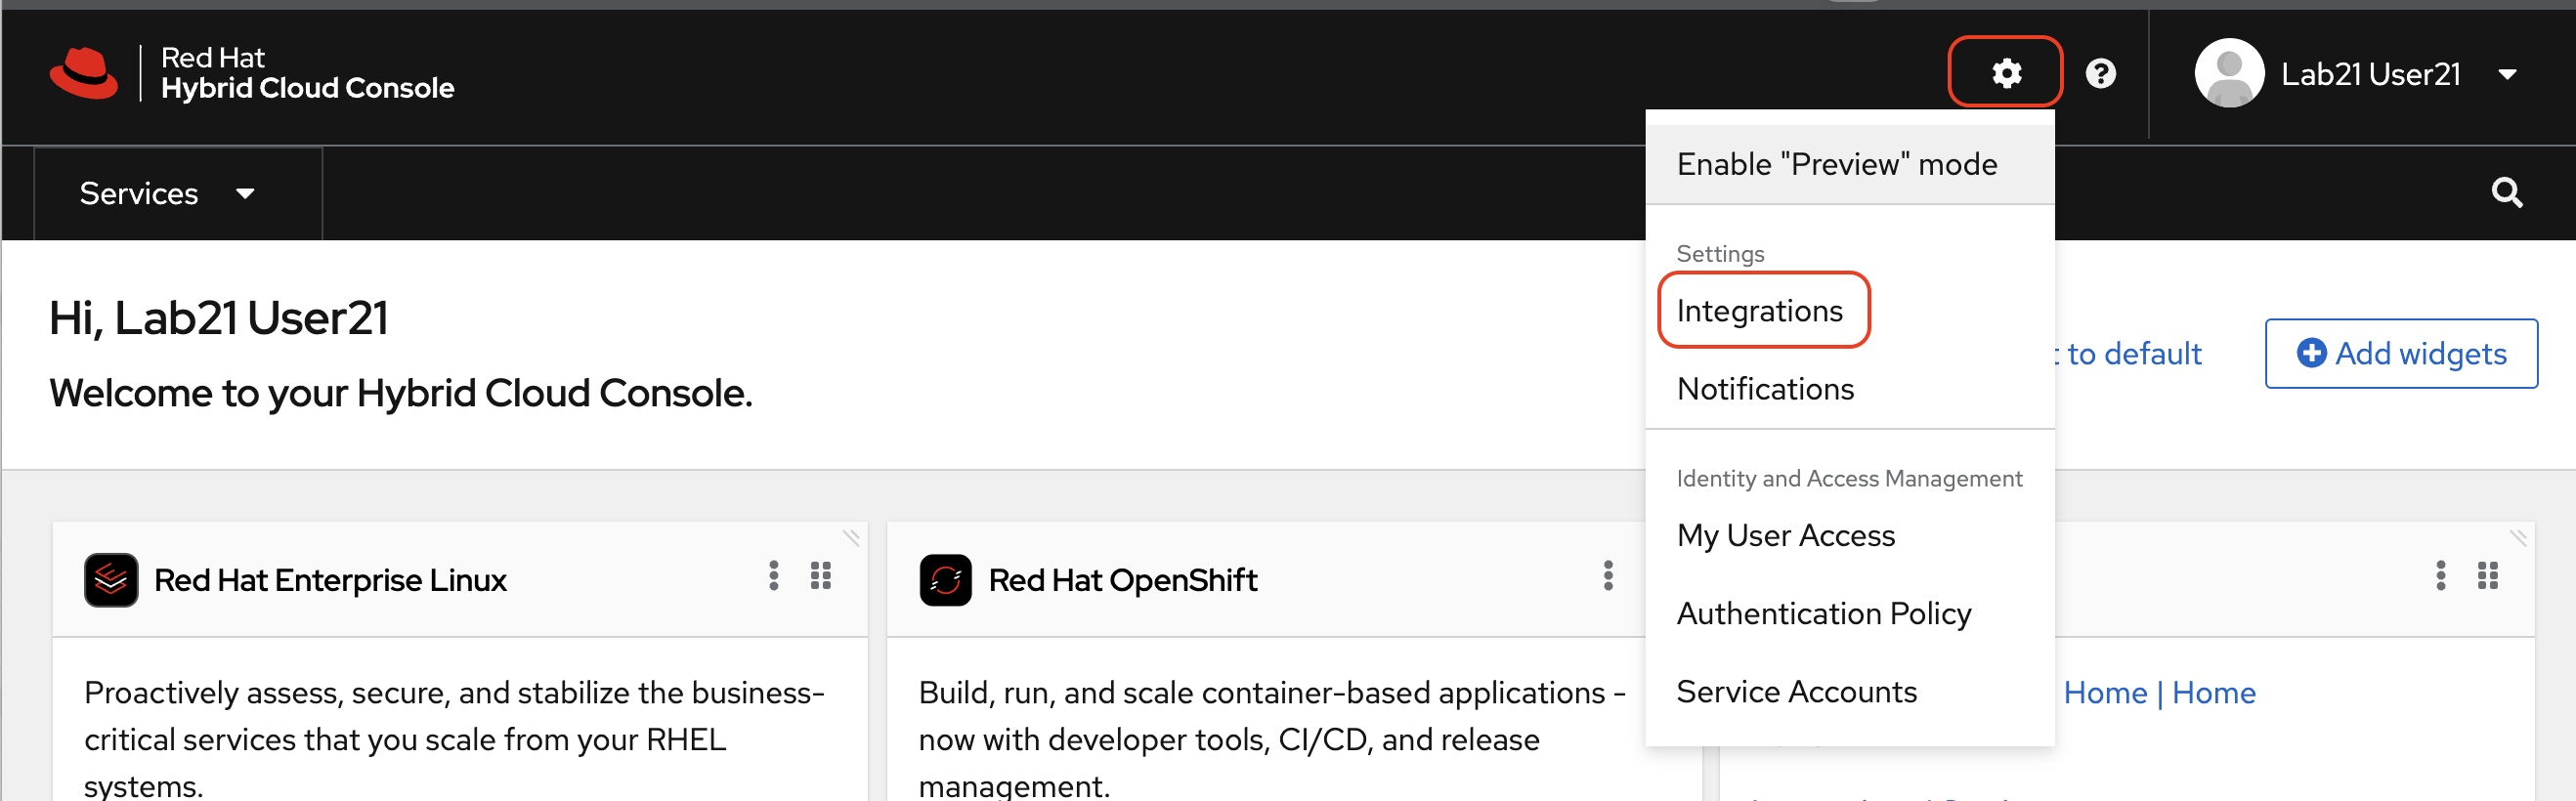 Red Hat
Hybrid Cloud Console
Lab21 User21
Services
Enable "Preview" mode
Settings
Integrations
Notifications
Identity and Access Management
My User Access
Authentication Policy
Service Accounts
Hi, Lab21 User21
Welcome to your Hybrid Cloud Console.
to default
Add widgets
Red Hat Enterprise Linux
Proactively assess, secure, and stabilize the business-
critical services that you scale from your RHEL
systems.
Red Hat OpenShift
Build, run, and scale container-based applications -
now with developer tools, CI/CD, and release
management.
Home | Home